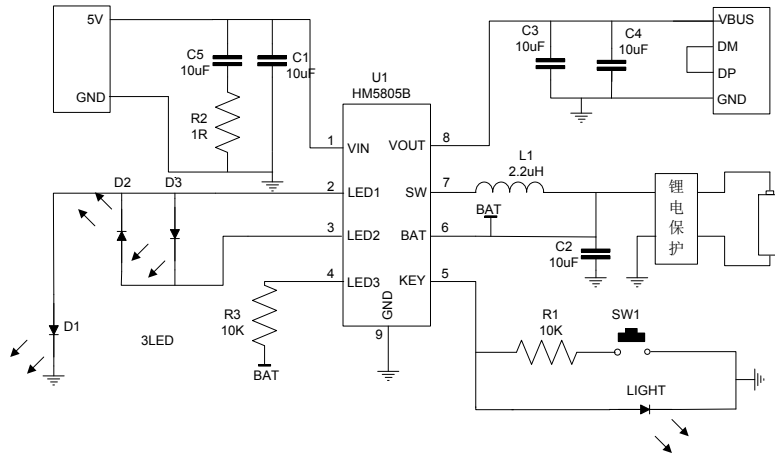 5V
GND
C5
10uF
C1
10uF
R2
1R
U1
HM5805B
C3
10uF
C4
10uF
VBUS
DM
DP
GND
1
VIN
VOUT
8
D2
D3
2
LED1
SW
7
L1
2.2uH
3
LED2
BAT
6
BAT
C2
10uF
锂电保护
4
LED3
KEY
5
GND
9
R3
10K
BAT
D1
3LED
R1
10K
SW1
LIGHT